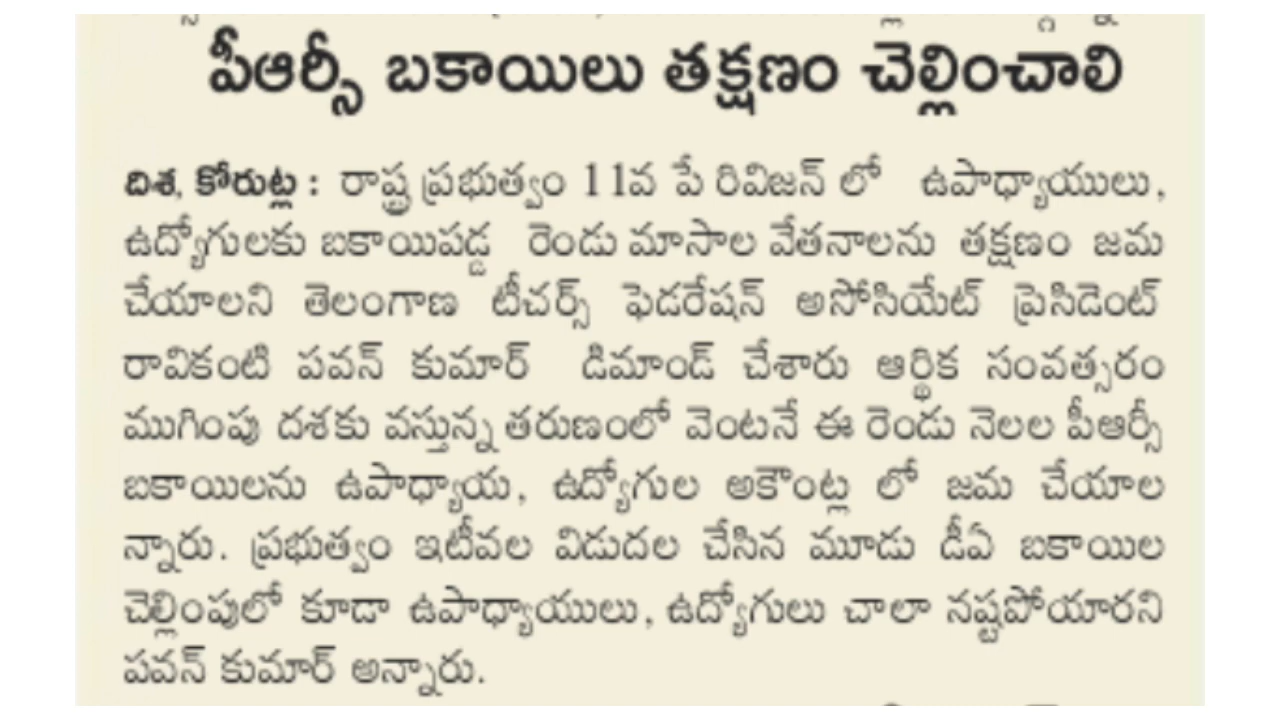 పీఆర్సీ బకాయిలు తక్షణం చెల్లించాలి
దిశ, కోరుట్ల : రాష్ట్ర ప్రభుత్వం 11వ పే రివిజన్ లో ఉపాధ్యాయులు,
ఉద్యోగులకు బకాయిపడ్డ రెండు మాసాల వేతనాలను తక్షణం జమ
చేయాలని తెలంగాణ టీచర్స్ ఫెడరేషన్ అసోసియేట్ ప్రెసిడెంట్
రావికంటి పవన్ కుమార్ డిమాండ్ చేశారు ఆర్థిక సంవత్సరం
ముగింపు దశకు వస్తున్న తరుణంలో వెంటనే ఈ రెండు నెలల పీఆర్సీ
బకాయిలను ఉపాధ్యాయ, ఉద్యోగుల అకౌంట్ల లో జమ చేయాల
న్నారు. ప్రభుత్వం ఇటీవల విడుదల చేసిన మూడు డీఏ బకాయిల
చెల్లింపులో కూడా ఉపాధ్యాయులు, ఉద్యోగులు చాలా నష్టపోయారని
పవన్ కుమార్ అన్నారు.